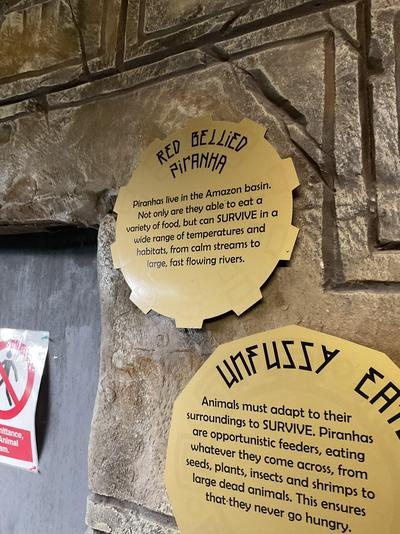 RED BELLIED
PIRANHA
Piranhas live in the Amazon basin.
Not only are they able to eat a
variety of food, but can SURVIVE in a
wide range of temperatures and
habitats, from calm streams to
large, fast flowing rivers.
UNFUSSY
Animals must adapt to their
surroundings to SURVIVE. Piranhas
are opportunistic feeders, eating
whatever they come across, from
seeds, plants, insects and shrimps to
large dead animals. This ensures
that they never go hungry.
Animal